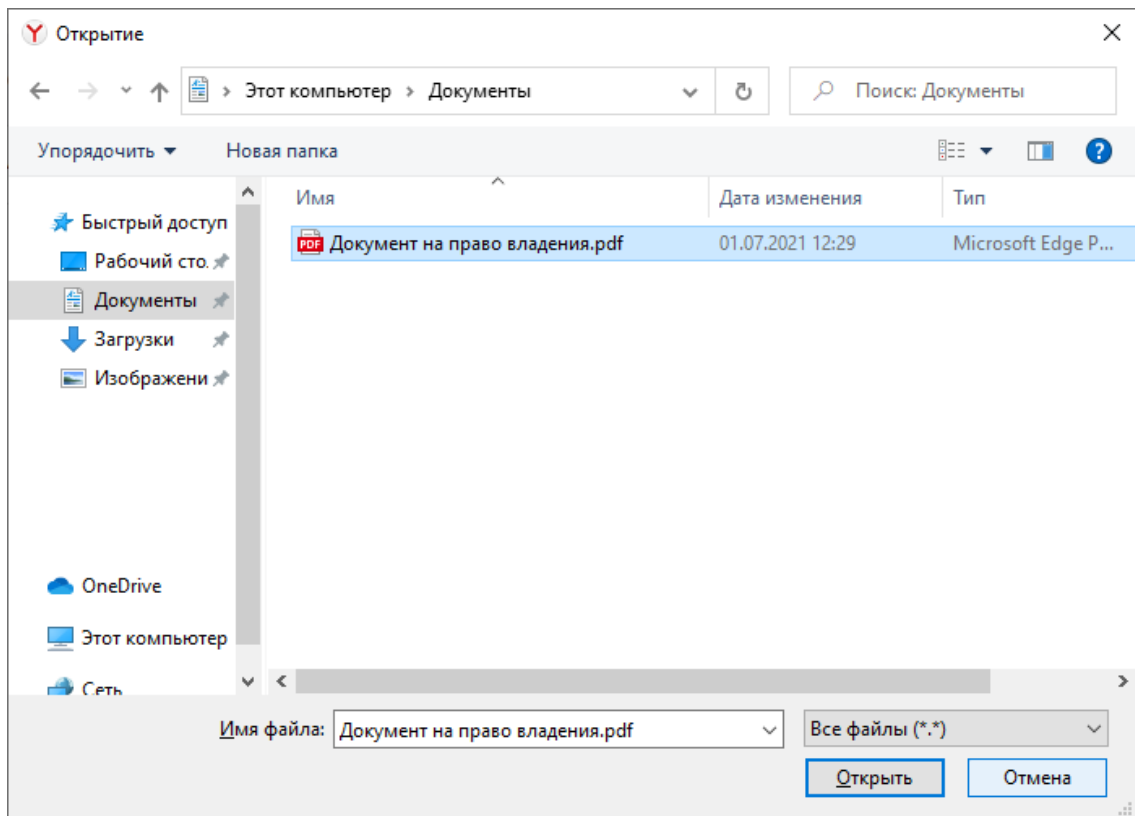 Открытие
Этот компьютер > Документы
Поиск: Документы
Упорядочить Новая папка
?
Имя Дата изменения Тип
Быстрый доступ
Рабочий сто.
Документы
Загрузки
Изображени
OneDrive
Этот компьютер
Сеть
PDF Документ на право владения.pdf 01.07.2021 12:29 Microsoft Edge P...
Имя файла: Документ на право владения.pdf Все файлы (*.*)
Открыть Отмена